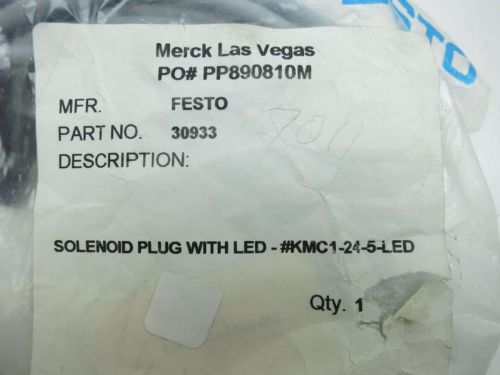 FESTO
Merck Las Vegas
PO# PP890810M
MFR. FESTO
PART NO. 30933
DESCRIPTION:
SOLENOID PLUG WITH LED - #KMC1-24-5-LED
Qty. 1